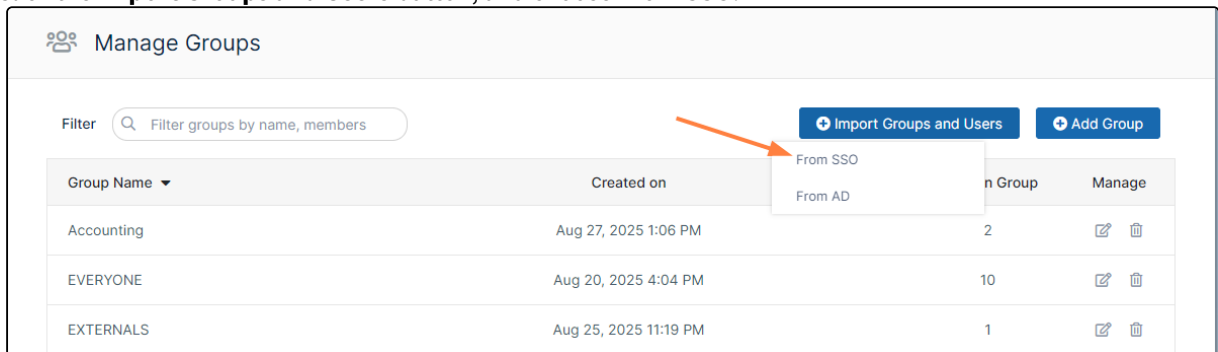 Manage Groups
Filter Filter groups by name, members Import Groups and Users Add Group
From SSO
Group Name Created on n Group Manage
From AD
Accounting Aug 27, 2025 1:06 PM 2
EVERYONE Aug 20, 2025 4:04 PM 10
EXTERNALS Aug 25, 2025 11:19 PM 1